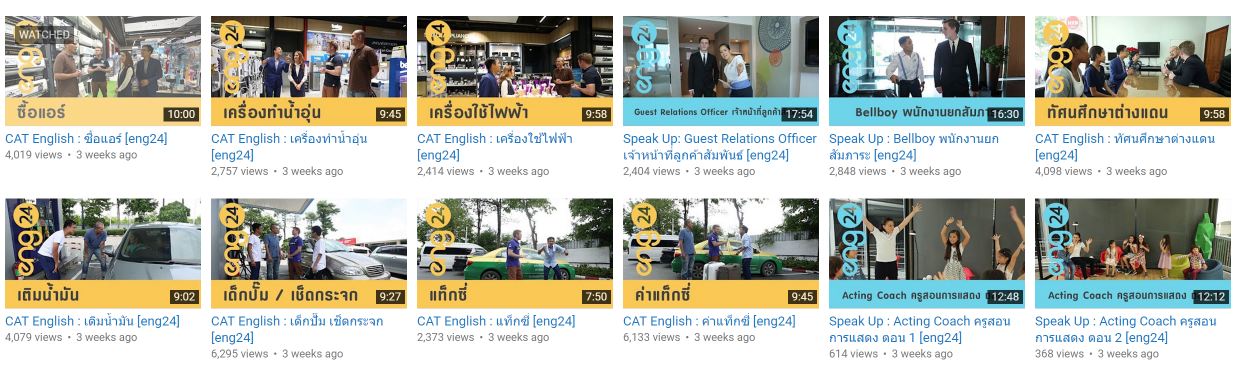 WATCHED
eng24
ซื้อแอร์
10:00
CAT English : ซื้อแอร์ [eng24]
4,019 views • 3 weeks ago
eng24
เครื่องทำน้ำอุ่น
9:45
CAT English : เครื่องทำน้ำอุ่น
[eng24]
2,757 views • 3 weeks ago
eng24
เครื่องใช้ไฟฟ้า
9:58
CAT English : เครื่องใช้ไฟฟ้า
[eng24]
2,414 views • 3 weeks ago
eng24
Guest Relations Officer เจ้าหน้าที่ลูกค้า
17:54
Speak Up: Guest Relations Officer
เจ้าหน้าที่ลูกค้าสัมพันธ์ [eng24]
2,404 views • 3 weeks ago
eng24
Bellboy พนักงานยกสัมภ
16:30
Speak Up : Bellboy พนักงานยก
สัมภาระ [eng24]
2,848 views • 3 weeks ago
eng24
ทัศนศึกษาต่างแดน
9:58
CAT English : ทัศนศึกษาต่างแดน
[eng24]
4,098 views • 3 weeks ago
eng24
เติมน้ำมัน
9:02
CAT English : เติมน้ำมัน [eng24]
4,079 views • 3 weeks ago
eng24
เด็กปั๊ม / เช็ดกระจก
9:27
CAT English : เด็กปั๊ม เช็ดกระจก
[eng24]
6,295 views • 3 weeks ago
eng24
แท็กซี่
7:50
CAT English : แท็กซี่ [eng24]
2,373 views • 3 weeks ago
eng24
ค่าแท็กซี่
9:45
CAT English : ค่าแท็กซี่ [eng24]
6,133 views • 3 weeks ago
eng24
Acting Coach ครูสอนการแสดง
12:48
Speak Up : Acting Coach ครูสอน
การแสดง ตอน 1 [eng24]
614 views • 3 weeks ago
eng24
Acting Coach ครูสอนการแสดง
12:12
Speak Up : Acting Coach ครูสอน
การแสดง ตอน 2 [eng24]
368 views • 3 weeks ago